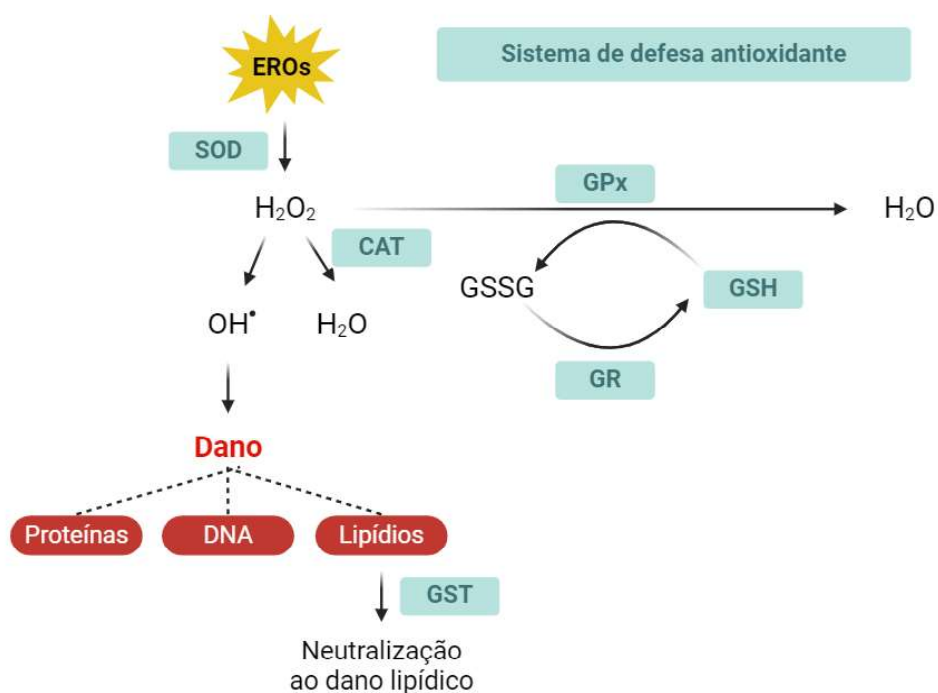 EROs
Sistema de defesa antioxidante
SOD
GPx
H₂O₂
H₂O
CAT
GSSG
GSH
OH•
H₂O
GR
Dano
Proteínas
DNA
Lipídios
GST
Neutralização
ao dano lipídico